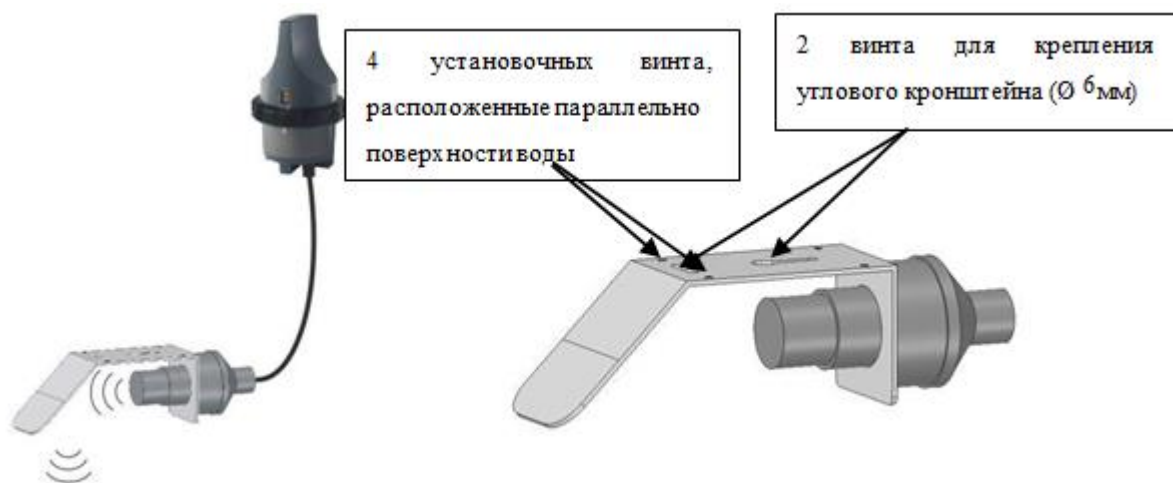 4 установочных винта,
расположенные параллельно
поверхности воды
2 винта для крепления
углового кронштейна (Ø 6мм)